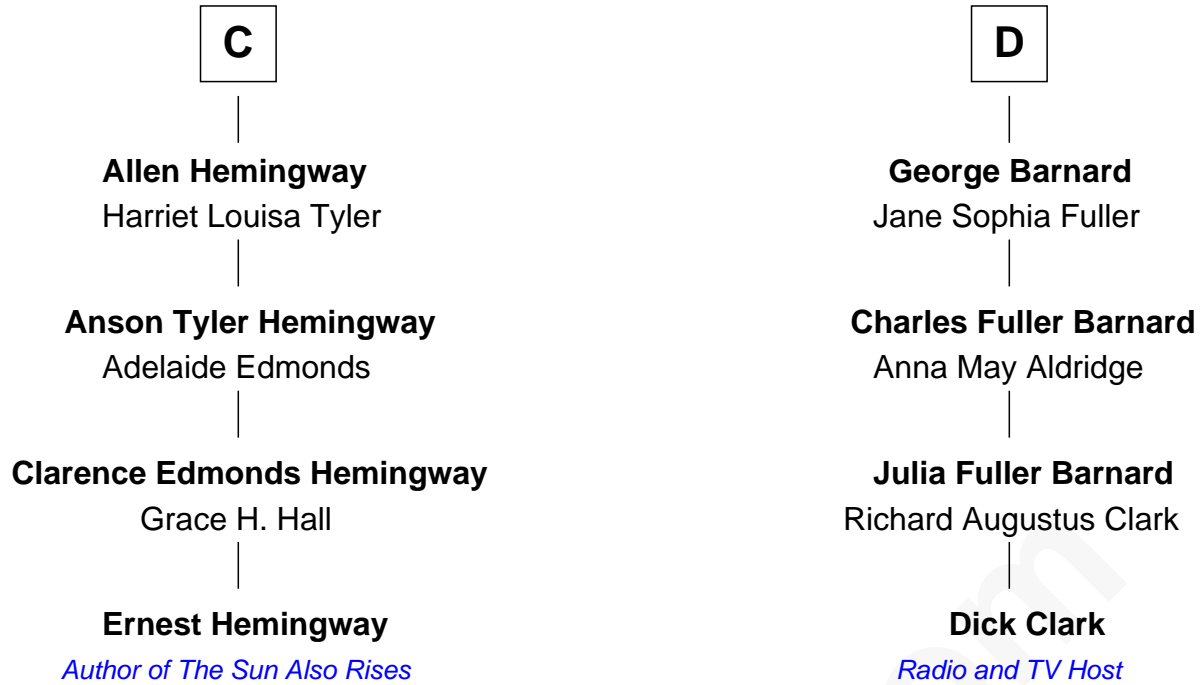 C
Allen Hemingway
Harriet Louisa Tyler
Anson Tyler Hemingway
Adelaide Edmonds
Clarence Edmonds Hemingway
Grace H. Hall
Ernest Hemingway
Author of The Sun Also Rises
D
George Barnard
Jane Sophia Fuller
Charles Fuller Barnard
Anna May Aldridge
Julia Fuller Barnard
Richard Augustus Clark
Dick Clark
Radio and TV Host